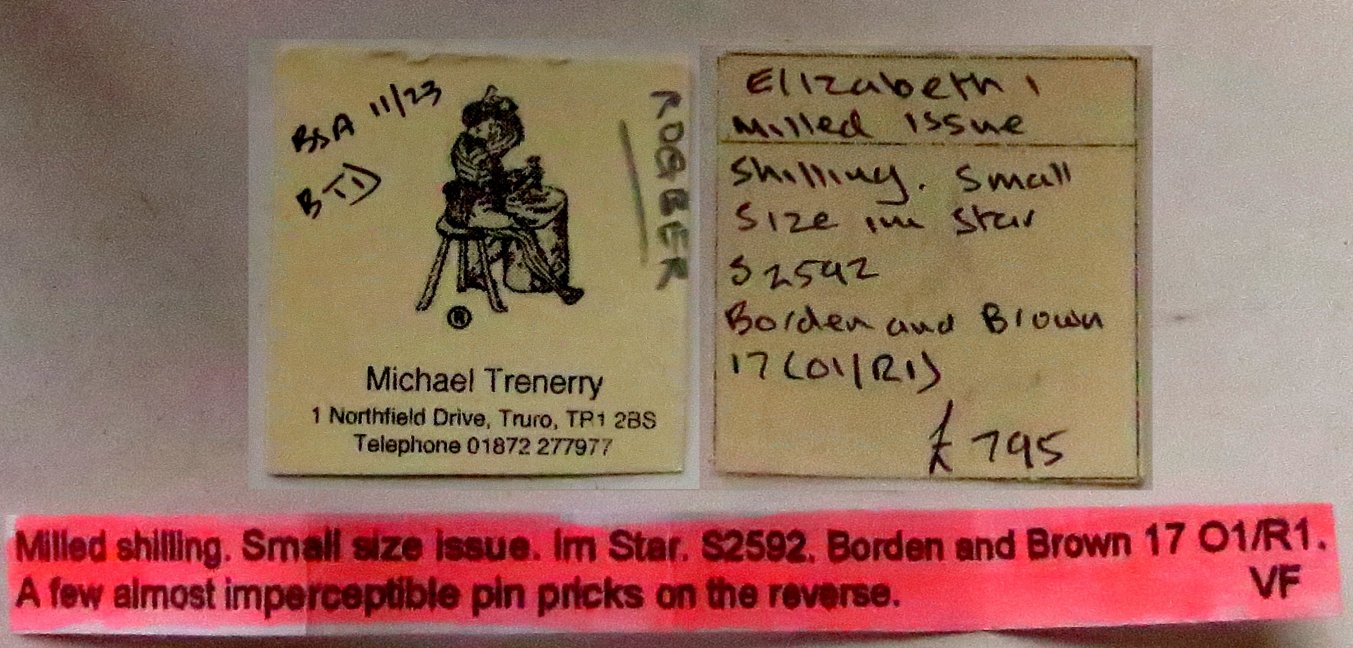 BSA 11/23
ROGBER
Michael Trenerry
1 Northfield Drive, Truro, TR1 2BS
Telephone 01872 277977
®
Elizabeth I
Milled issue
Shilling. Small
Size im Star
S2592
Borden and Brown
17 (O1/R1)
£795
Milled shilling. Small size issue. Im Star. S2592. Borden and Brown 17 O1/R1.
A few almost imperceptible pin pricks on the reverse. VF